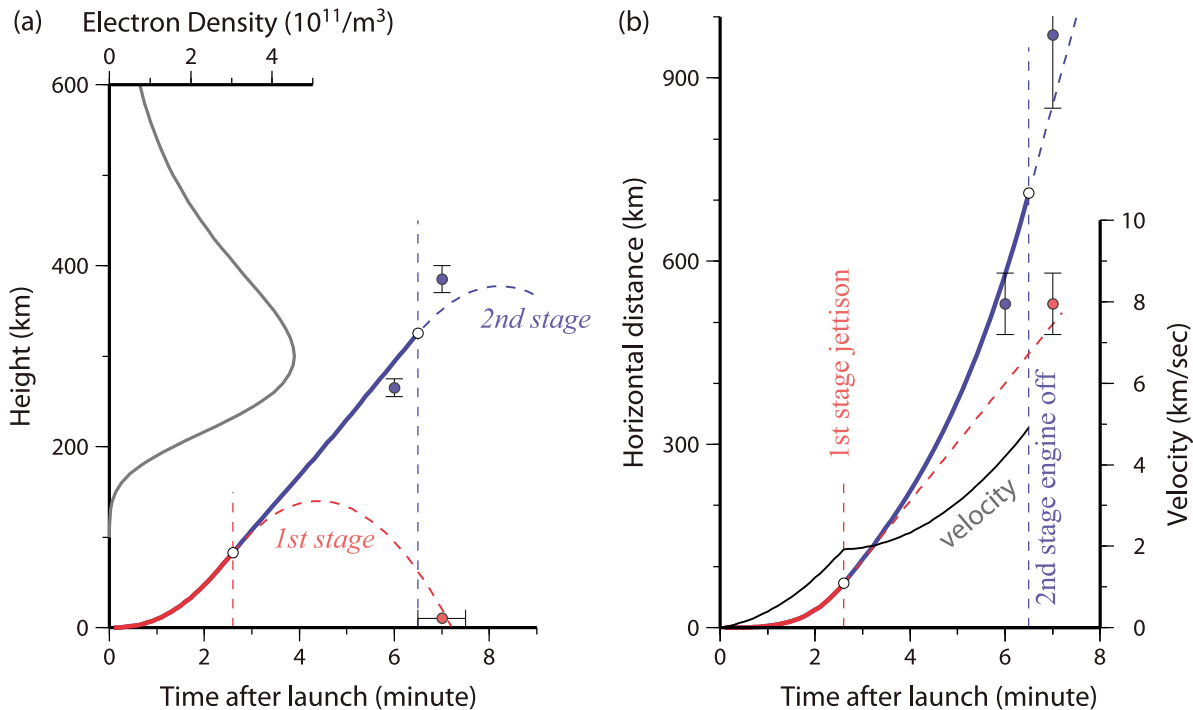 (a)
Electron Density (10¹¹/m³)
0 2 4
600
400
200
0
Height (km)
2nd stage
1st stage
0 2 4 6 8
Time after launch (minute)
(b)
900
600
300
0
Horizontal distance (km)
1st stage jettison
2nd stage engine off
velocity
10
8
6
4
2
0
Velocity (km/sec)
0 2 4 6 8
Time after launch (minute)